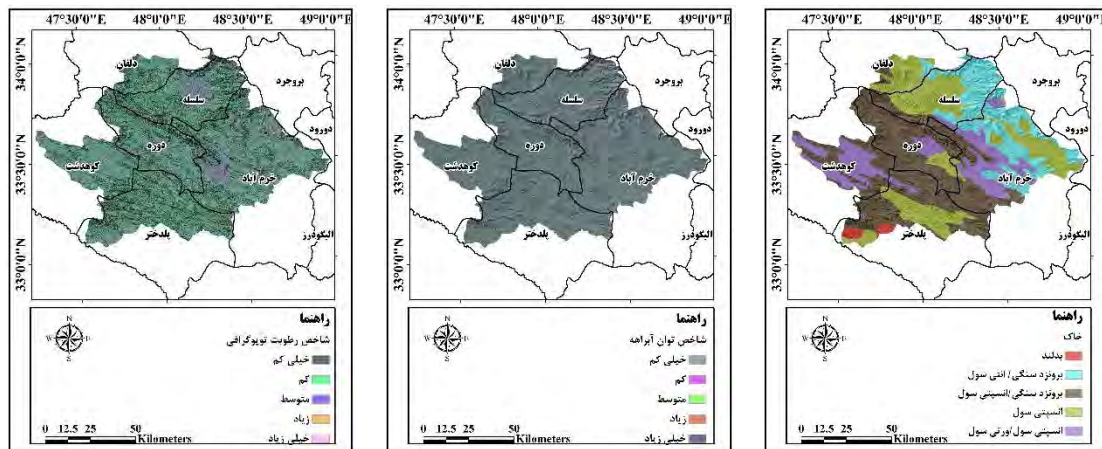 47°30'0"E 48°0'0"E 48°30'0"E 49°0'0"E
34°0'0"N
33°30'0"N
33°0'0"N
دلفان
سلسله
بروجرد
دورود
دوره
کوهدشت
خرم آباد
پلدختر
الیگودرز
راهنما
شاخص رطوبت توپوگرافی
خیلی کم
کم
متوسط
زیاد
خیلی زیاد
N
W E
S
0 12.5 25 50
Kilometers
47°30'0"E 48°0'0"E 48°30'0"E 49°0'0"E
34°0'0"N
33°30'0"N
33°0'0"N
دلفان
سلسله
بروجرد
دورود
دوره
کوهدشت
خرم آباد
پلدختر
الیگودرز
راهنما
شاخص توان آبراهه
خیلی کم
کم
متوسط
زیاد
خیلی زیاد
N
W E
S
0 12.5 25 50
Kilometers
47°30'0"E 48°0'0"E 48°30'0"E 49°0'0"E
34°0'0"N
33°30'0"N
33°0'0"N
دلفان
سلسله
بروجرد
دورود
دوره
کوهدشت
خرم آباد
پلدختر
الیگودرز
راهنما
خاک
بدلند
برونزد سنگی/انتی سول
برونزد سنگی/انسپتی سول
انسپتی سول
انسپتی سول/ورتی سول
N
W E
S
0 12.5 25 50
Kilometers